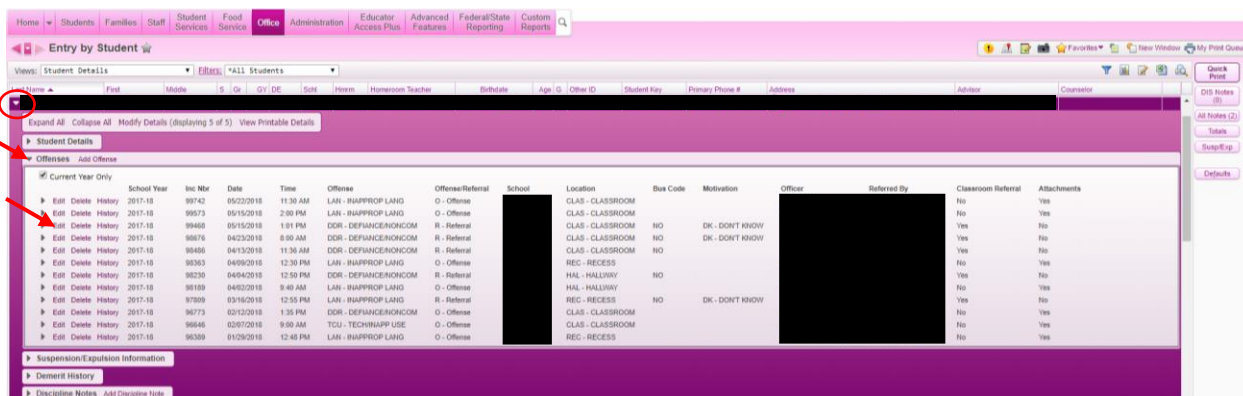 Home Students Families Staff Student Services Food Service Office Administration Educator Access Plus Advanced Features Federal/State Reporting Custom Reports
Entry by Student Favorites New Window My Print Queue
Views: Student Details Filters: *All Students
Quick Print
Last Name First Middle S Gr GY DE Schl Hmrm Homeroom Teacher Birthdate Age G Other ID Student Key Primary Phone # Address Advisor Counselor
DIS Notes (0)
Expand All Collapse All Modify Details (displaying 5 of 5) View Printable Details
All Notes (2)
Totals
Student Details
Susp/Exp
Offenses Add Offense
Current Year Only
Defaults
School Year Inc Nbr Date Time Offense Offense/Referral School Location Bus Code Motivation Officer Referred By Classroom Referral Attachments
Edit Delete History 2017-18 99742 05/22/2018 11:30 AM LAN - INAPPROP LANG O - Offense CLAS - CLASSROOM No Yes
Edit Delete History 2017-18 99573 05/15/2018 2:00 PM LAN - INAPPROP LANG O - Offense CLAS - CLASSROOM No Yes
Edit Delete History 2017-18 99468 05/15/2018 1:01 PM DDR - DEFIANCE/NONCOM R - Referral CLAS - CLASSROOM NO DK - DON'T KNOW Yes No
Edit Delete History 2017-18 98676 04/23/2018 8:00 AM DDR - DEFIANCE/NONCOM R - Referral CLAS - CLASSROOM NO DK - DON'T KNOW Yes No
Edit Delete History 2017-18 98486 04/13/2018 11:36 AM DDR - DEFIANCE/NONCOM R - Referral CLAS - CLASSROOM NO Yes No
Edit Delete History 2017-18 98363 04/09/2018 12:30 PM LAN - INAPPROP LANG O - Offense REC - RECESS No Yes
Edit Delete History 2017-18 98230 04/04/2018 12:50 PM DDR - DEFIANCE/NONCOM R - Referral HAL - HALLWAY NO Yes No
Edit Delete History 2017-18 98189 04/02/2018 9:40 AM LAN - INAPPROP LANG O - Offense HAL - HALLWAY No Yes
Edit Delete History 2017-18 97809 03/16/2018 12:55 PM LAN - INAPPROP LANG R - Referral REC - RECESS NO DK - DON'T KNOW Yes No
Edit Delete History 2017-18 96773 02/12/2018 1:35 PM DDR - DEFIANCE/NONCOM O - Offense CLAS - CLASSROOM No Yes
Edit Delete History 2017-18 96646 02/07/2018 9:00 AM TCU - TECH/INAPP USE O - Offense CLAS - CLASSROOM No Yes
Edit Delete History 2017-18 96389 01/29/2018 12:48 PM LAN - INAPPROP LANG O - Offense REC - RECESS No Yes
Suspension/Expulsion Information
Demerit History
Discipline Notes Add Discipline Note